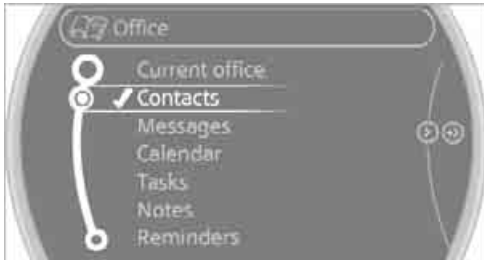 Office
Current office
Contacts
Messages
Calendar
Tasks
Notes
Reminders